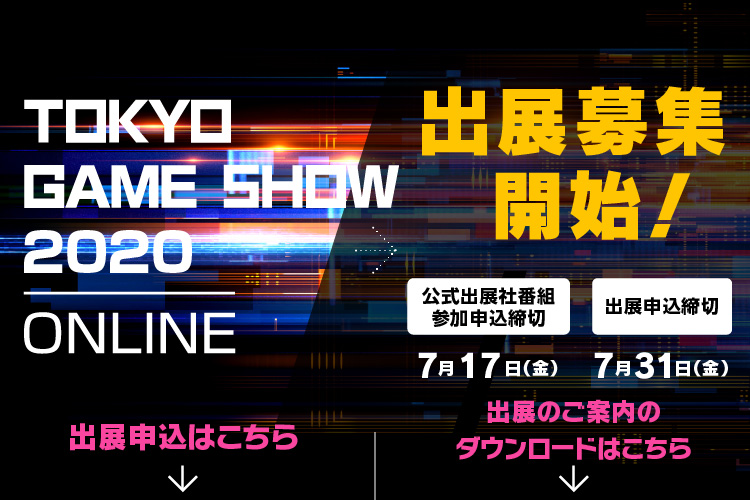 TOKYO
GAME SHOW
2020
ONLINE
出展募集
開始!
公式出展社番組
参加申込締切
7月17日(金)
出展申込締切
7月31日(金)
出展申込はこちら
出展のご案内の
ダウンロードはこちら